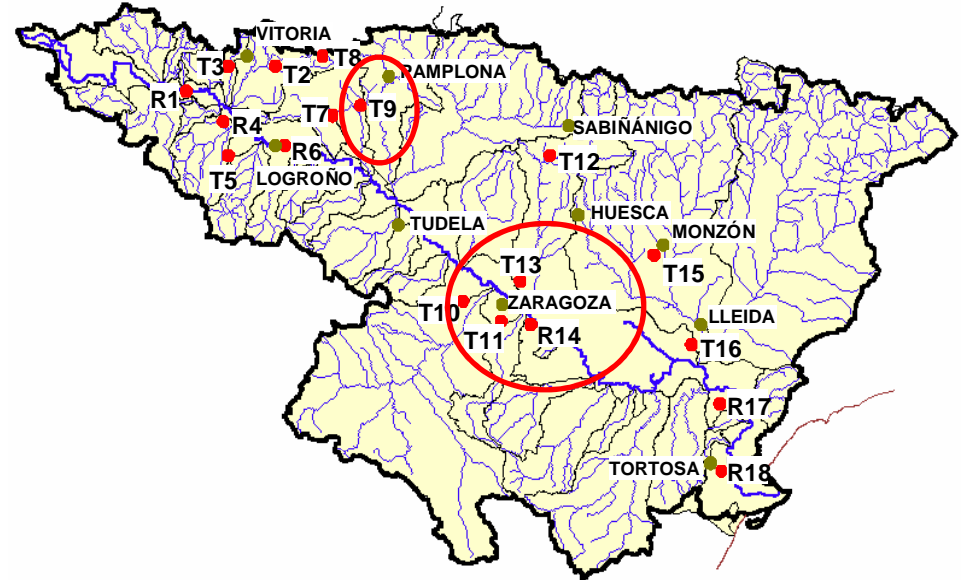 VITORIA
T3
T2
T8
PAMPLONA
R1
T9
T7
R4
SABIÑÁNIGO
R6
T5
LOGROÑO
T12
HUESCA
TUDELA
MONZÓN
T13
T15
T10
ZARAGOZA
LLEIDA
T11
R14
T16
R17
TORTOSA
R18